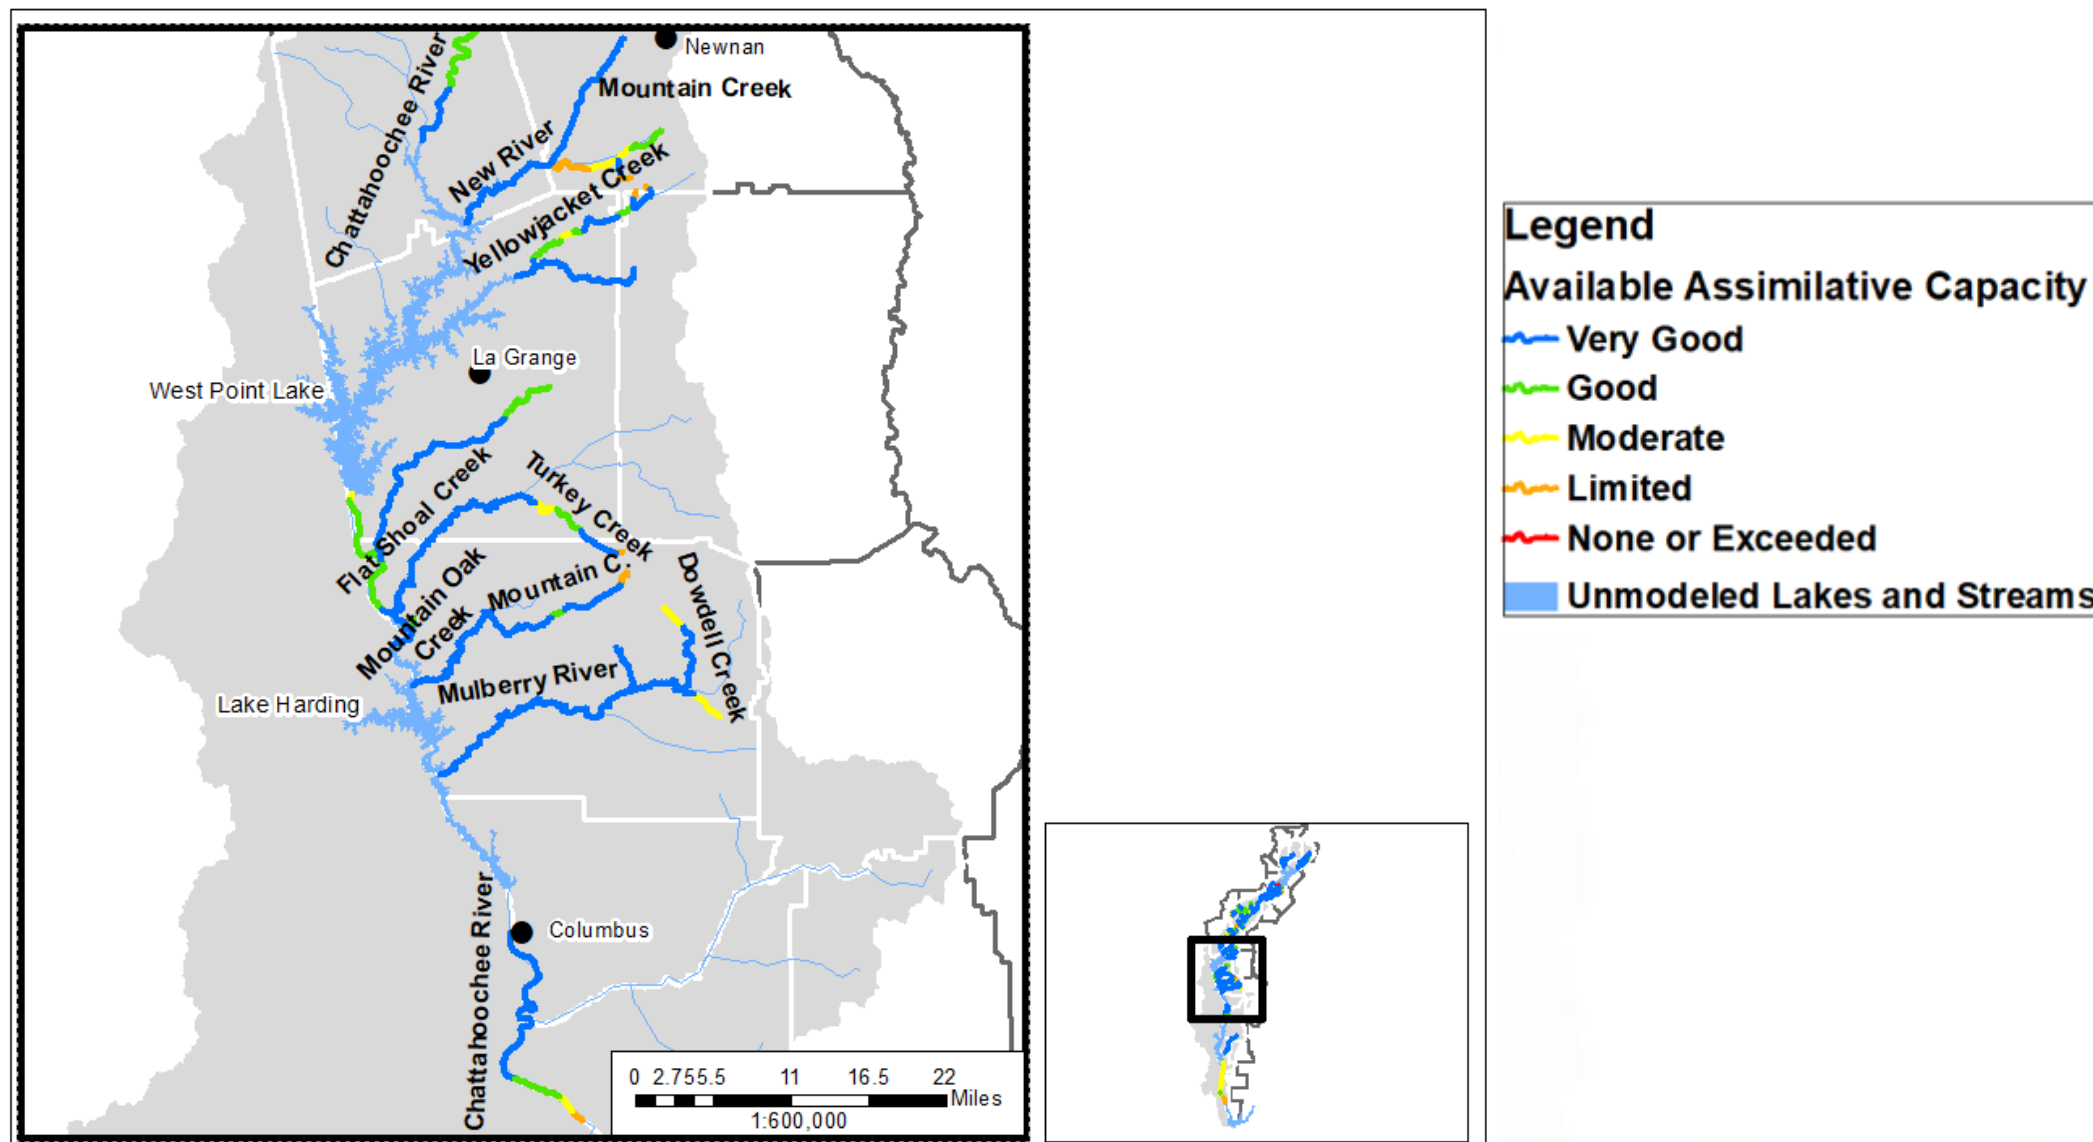 Newnan
Chattahoochee River
Mountain Creek
New River
Yellowjacket Creek
La Grange
West Point Lake
Flat Shoal Creek
Turkey Creek
Mountain Oak
Creek
Mountain C.
Dowdell Creek
Mulberry River
Lake Harding
Chattahoochee River
Columbus
0 2.75 5.5 11 16.5 22
Miles
1:600,000
Legend
Available Assimilative Capacity
Very Good
Good
Moderate
Limited
None or Exceeded
Unmodeled Lakes and Streams